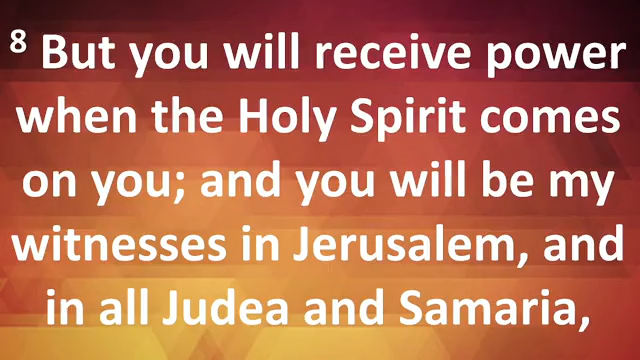 8 But you will receive power
when the Holy Spirit comes
on you; and you will be my
witnesses in Jerusalem, and
in all Judea and Samaria,